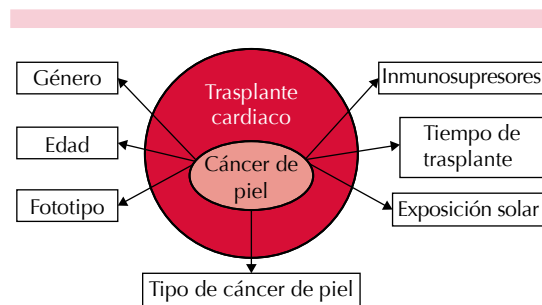 Género
Edad
Fototipo
Trasplante
cardiaco
Cáncer de
piel
Inmunosupresores
Tiempo de
trasplante
Exposición solar
Tipo de cáncer de piel